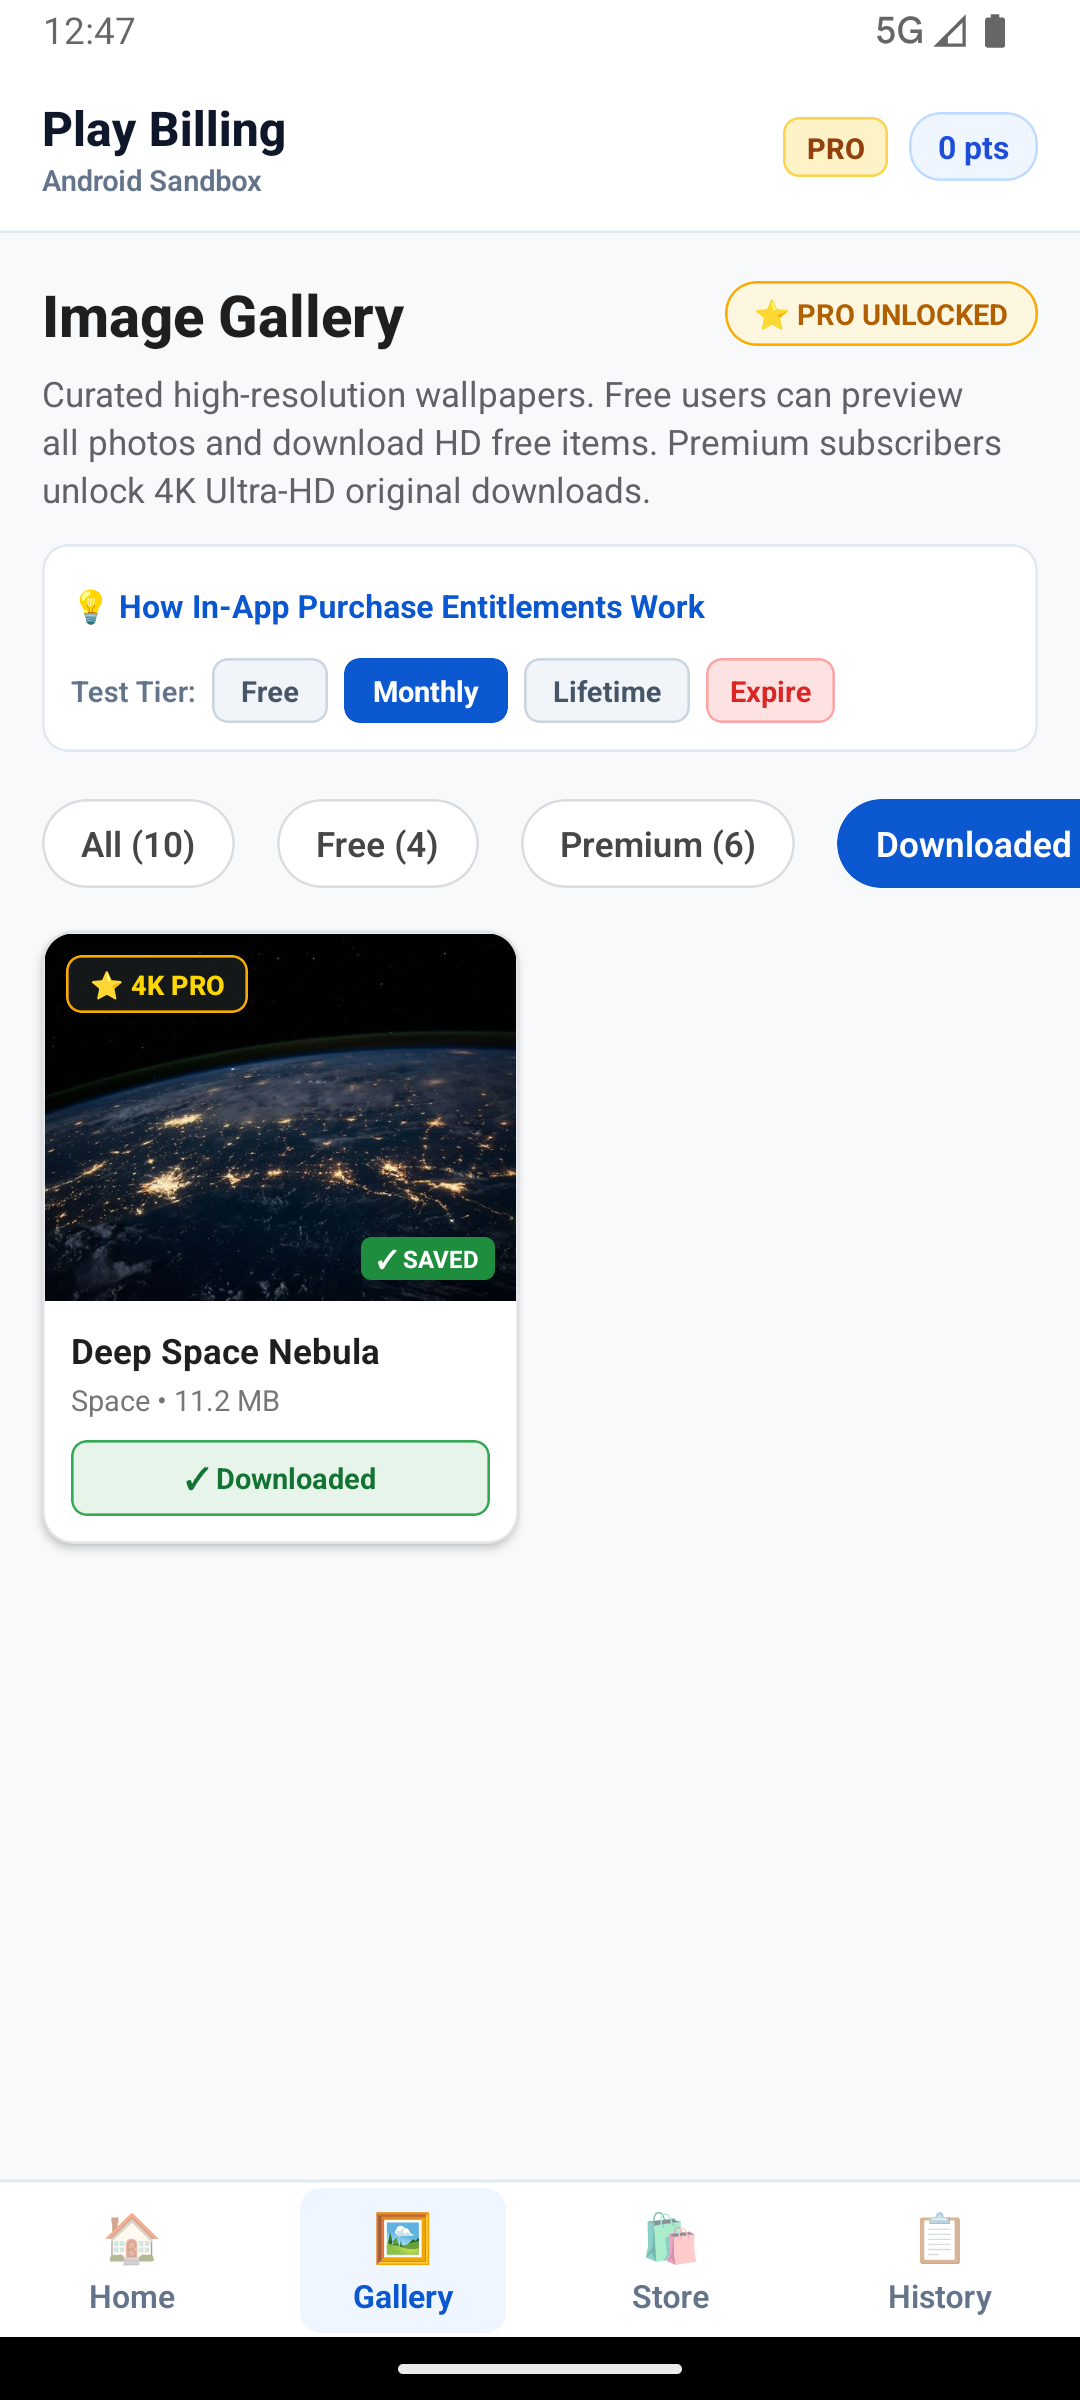 12:47
5G
Play Billing
Android Sandbox
PRO
0 pts
Image Gallery
⭐ PRO UNLOCKED
Curated high-resolution wallpapers. Free users can preview
all photos and download HD free items. Premium subscribers
unlock 4K Ultra-HD original downloads.
💡 How In-App Purchase Entitlements Work
Test Tier:
Free
Monthly
Lifetime
Expire
All (10)
Free (4)
Premium (6)
Downloaded
⭐ 4K PRO
✓ SAVED
Deep Space Nebula
Space • 11.2 MB
✓ Downloaded
Home
Gallery
Store
History